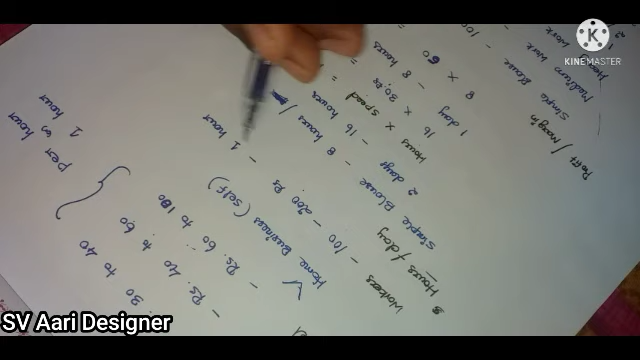 Profit / Margin
Simple Blouse - 100
Medium Work
Heavy Work
8 × 60
1 day - 8 hours
16 × 30 Rs =
Hours × Speed =
2 days - 16 hours
Simple Blouse - 8 hours /
8 Hours / day
Workers - 100 - 200 Rs - 1 hour
Home Business (self)
- Rs. 60 to 100
- Rs. 40 to 60
30 to 40
per hour
1 hour
KINEMASTER
SV Aari Designer